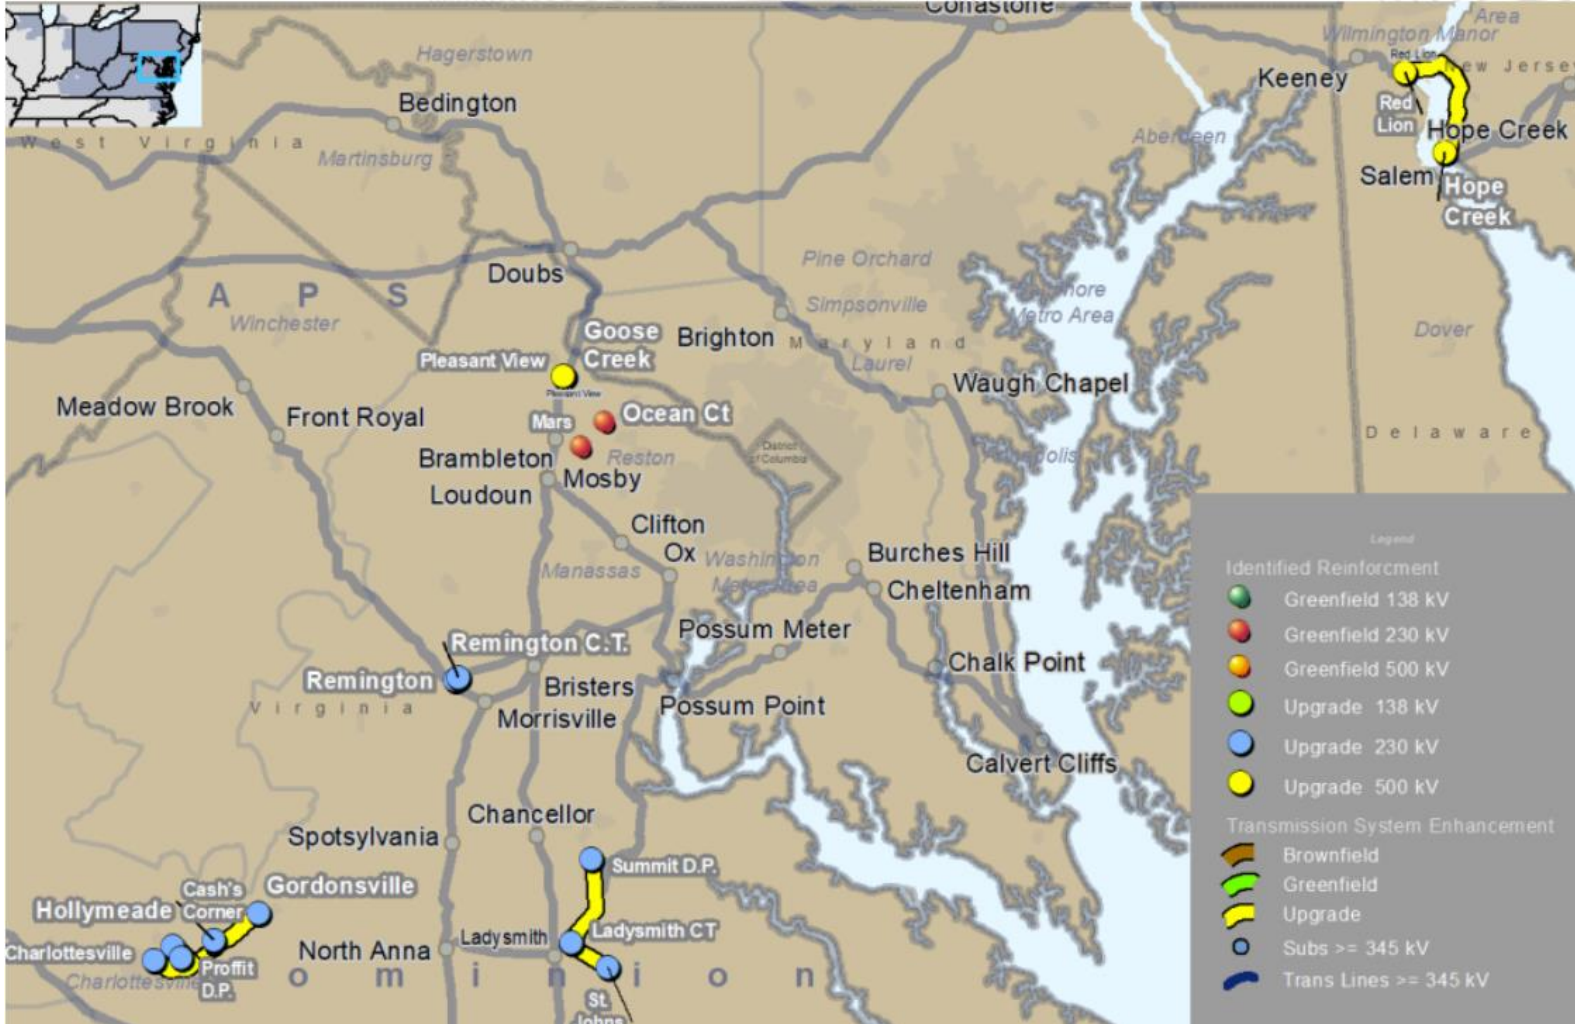 Conastone
Area
Wilmington Manor
Hagerstown
Red Lion
New Jersey
Keeney
Bedington
Red
Lion
Hope Creek
West Virginia
Martinsburg
Aberdeen
Salem
Hope
Creek
Doubs
Pine Orchard
APS
Winchester
Simpsonville
Metro Area
Dover
Goose
Creek
Brighton
Maryland
Pleasant View
Laurel
Pleasant View
Waugh Chapel
Meadow Brook
Front Royal
Mars
Ocean Ct
District
of Columbia
Delaware
Brambleton
Reston
Loudoun
Mosby
Clifton
Ox
Washington
Manassas
Burches Hill
Cheltenham
Possum Meter
Remington C.T.
Remington
Chalk Point
Bristers
Virginia
Morrisville
Possum Point
Calvert Cliffs
Chancellor
Spotsylvania
Summit D.P.
Cash's
Corner
Gordonsville
Hollymeade
Charlottesville
Proffit
D.P.
Charlottesville
North Anna
Ladysmith
Ladysmith CT
ominion
St.
Johns
Legend
Identified Reinforcment
Greenfield 138 kV
Greenfield 230 kV
Greenfield 500 kV
Upgrade 138 kV
Upgrade 230 kV
Upgrade 500 kV
Transmission System Enhancement
Brownfield
Greenfield
Upgrade
Subs >= 345 kV
Trans Lines >= 345 kV